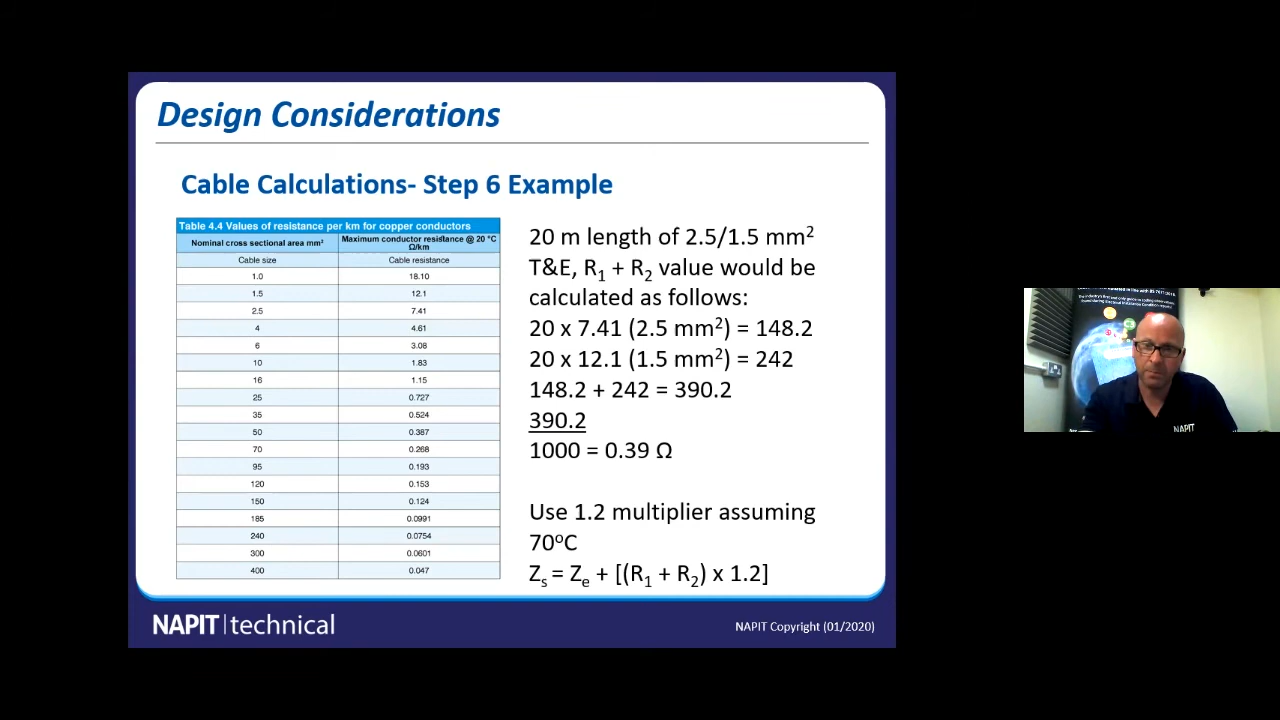 Design Considerations
Cable Calculations- Step 6 Example
Table 4.4 Values of resistance per km for copper conductors
Nominal cross sectional area mm² Maximum conductor resistance @ 20 °C Ω/km
Cable size Cable resistance
1.0 18.10
1.5 12.1
2.5 7.41
4 4.61
6 3.08
10 1.83
16 1.15
25 0.727
35 0.524
50 0.387
70 0.268
95 0.193
120 0.153
150 0.124
185 0.0991
240 0.0754
300 0.0601
400 0.047
20 m length of 2.5/1.5 mm²
T&E, R₁ + R₂ value would be
calculated as follows:
20 x 7.41 (2.5 mm²) = 148.2
20 x 12.1 (1.5 mm²) = 242
148.2 + 242 = 390.2
390.2
1000 = 0.39 Ω
Use 1.2 multiplier assuming
70ºC
Zₛ = Zₑ + [(R₁ + R₂) x 1.2]
NAPIT | technical
NAPIT Copyright (01/2020)
NAPIT